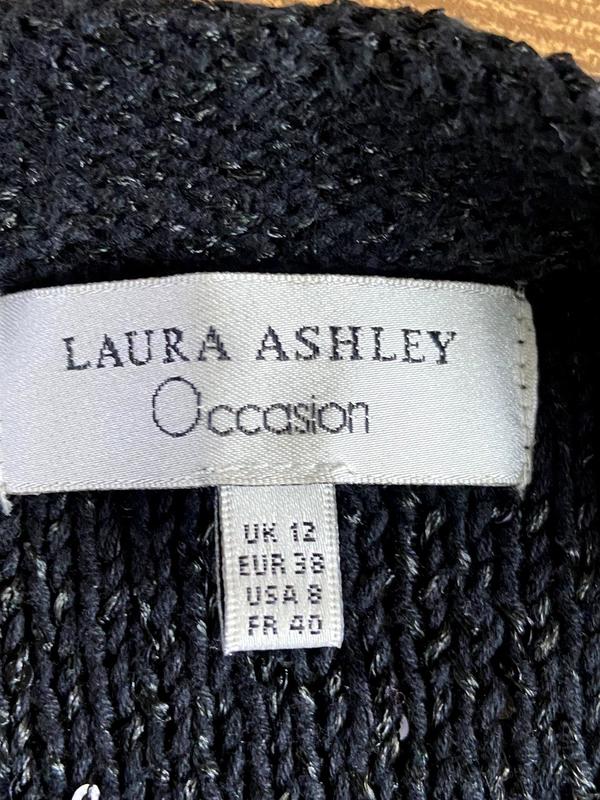 LAURA ASHLEY
Occasion
UK 12
EUR 38
USA 8
FR 40